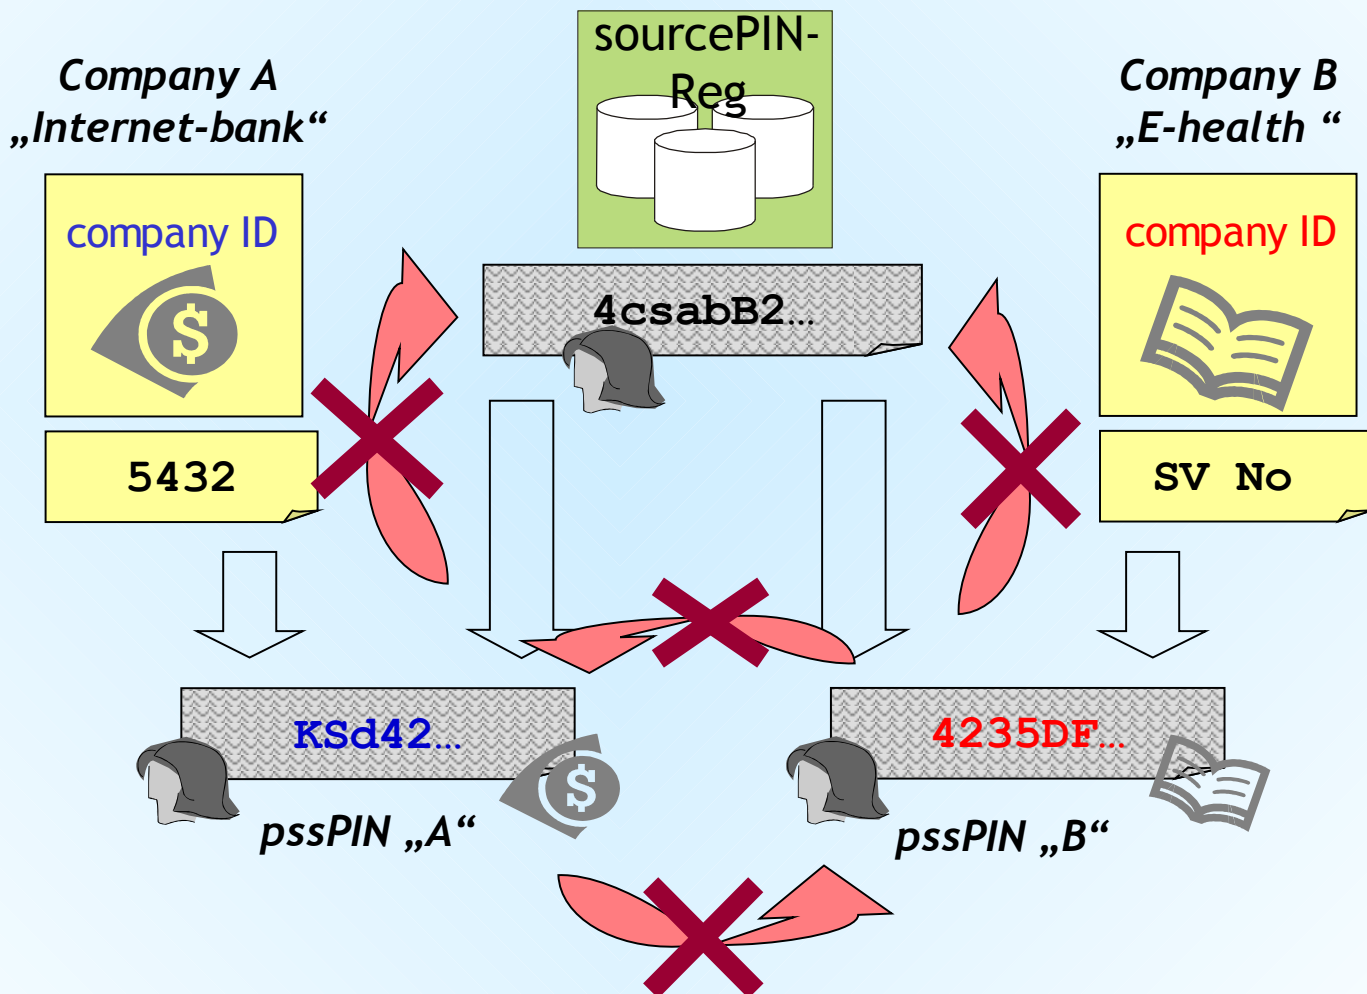 sourcePIN-
Reg
Company A
„Internet-bank“
Company B
„E-health “
company ID
company ID
4csabB2…
$
5432
SV No
KSd42…
4235DF…
$
pssPIN „A“
pssPIN „B“